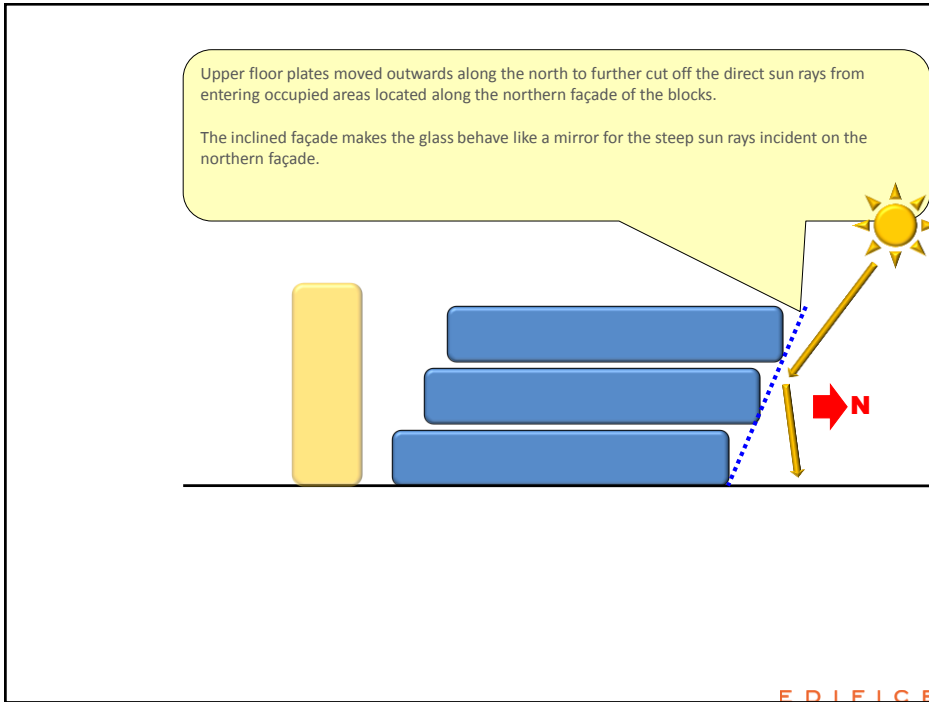 Upper floor plates moved outwards along the north to further cut off the direct sun rays from
entering occupied areas located along the northern façade of the blocks.
The inclined façade makes the glass behave like a mirror for the steep sun rays incident on the
northern façade.
N
EDIFICE